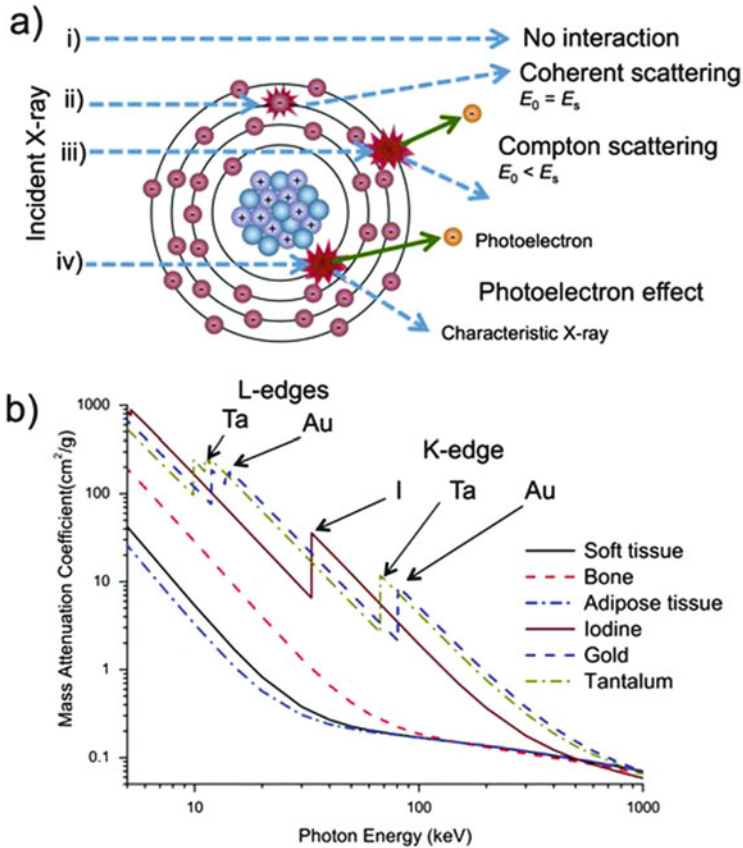 a)
i)
No interaction
Coherent scattering
E₀ = Eₛ
ii)
iii)
Compton scattering
E₀ < Eₛ
Incident X-ray
Photoelectron
iv)
Photoelectron effect
Characteristic X-ray
b)
L-edges
Ta
Au
K-edge
I
Ta
Au
Mass Attenuation Coefficient(cm²/g)
1000
100
10
1
0.1
Soft tissue
Bone
Adipose tissue
Iodine
Gold
Tantalum
10
100
1000
Photon Energy (keV)